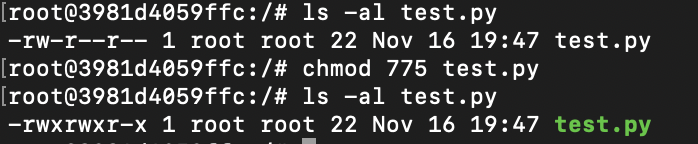 [root@3981d4059ffc:/# ls -al test.py
-rw-r--r-- 1 root root 22 Nov 16 19:47 test.py
[root@3981d4059ffc:/# chmod 775 test.py
[root@3981d4059ffc:/# ls -al test.py
-rwxrwxr-x 1 root root 22 Nov 16 19:47 test.py